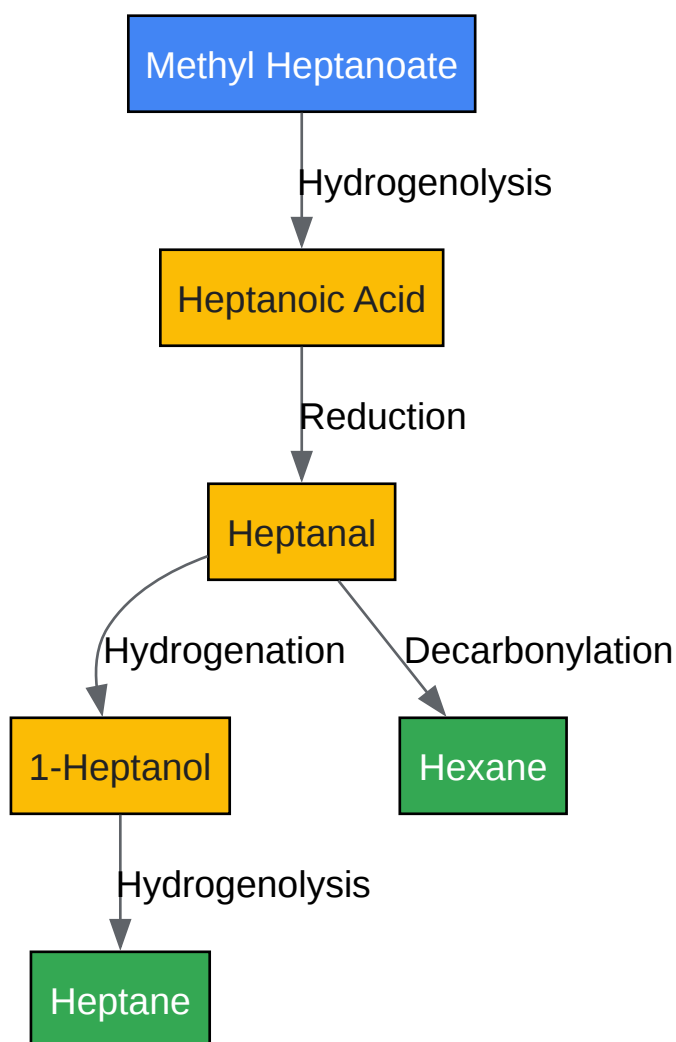 Methyl Heptanoate
Hydrogenolysis
Heptanoic Acid
Reduction
Heptanal
Hydrogenation
Decarbonylation
1-Heptanol
Hexane
Hydrogenolysis
Heptane